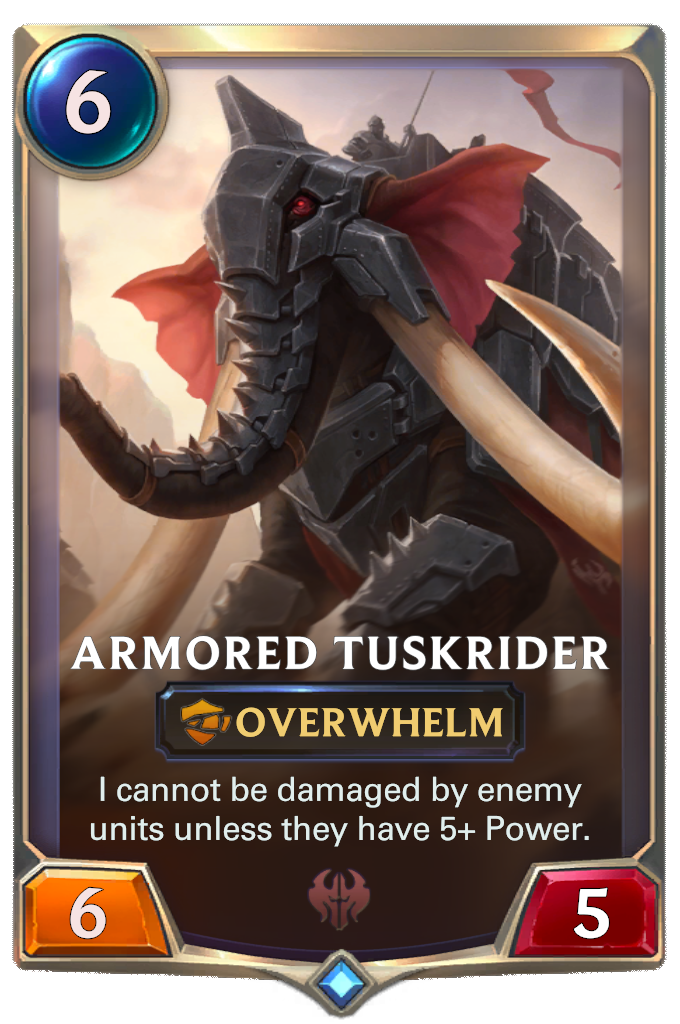 6
ARMORED TUSKRIDER
OVERWHELM
I cannot be damaged by enemy
units unless they have 5+ Power.
6 5